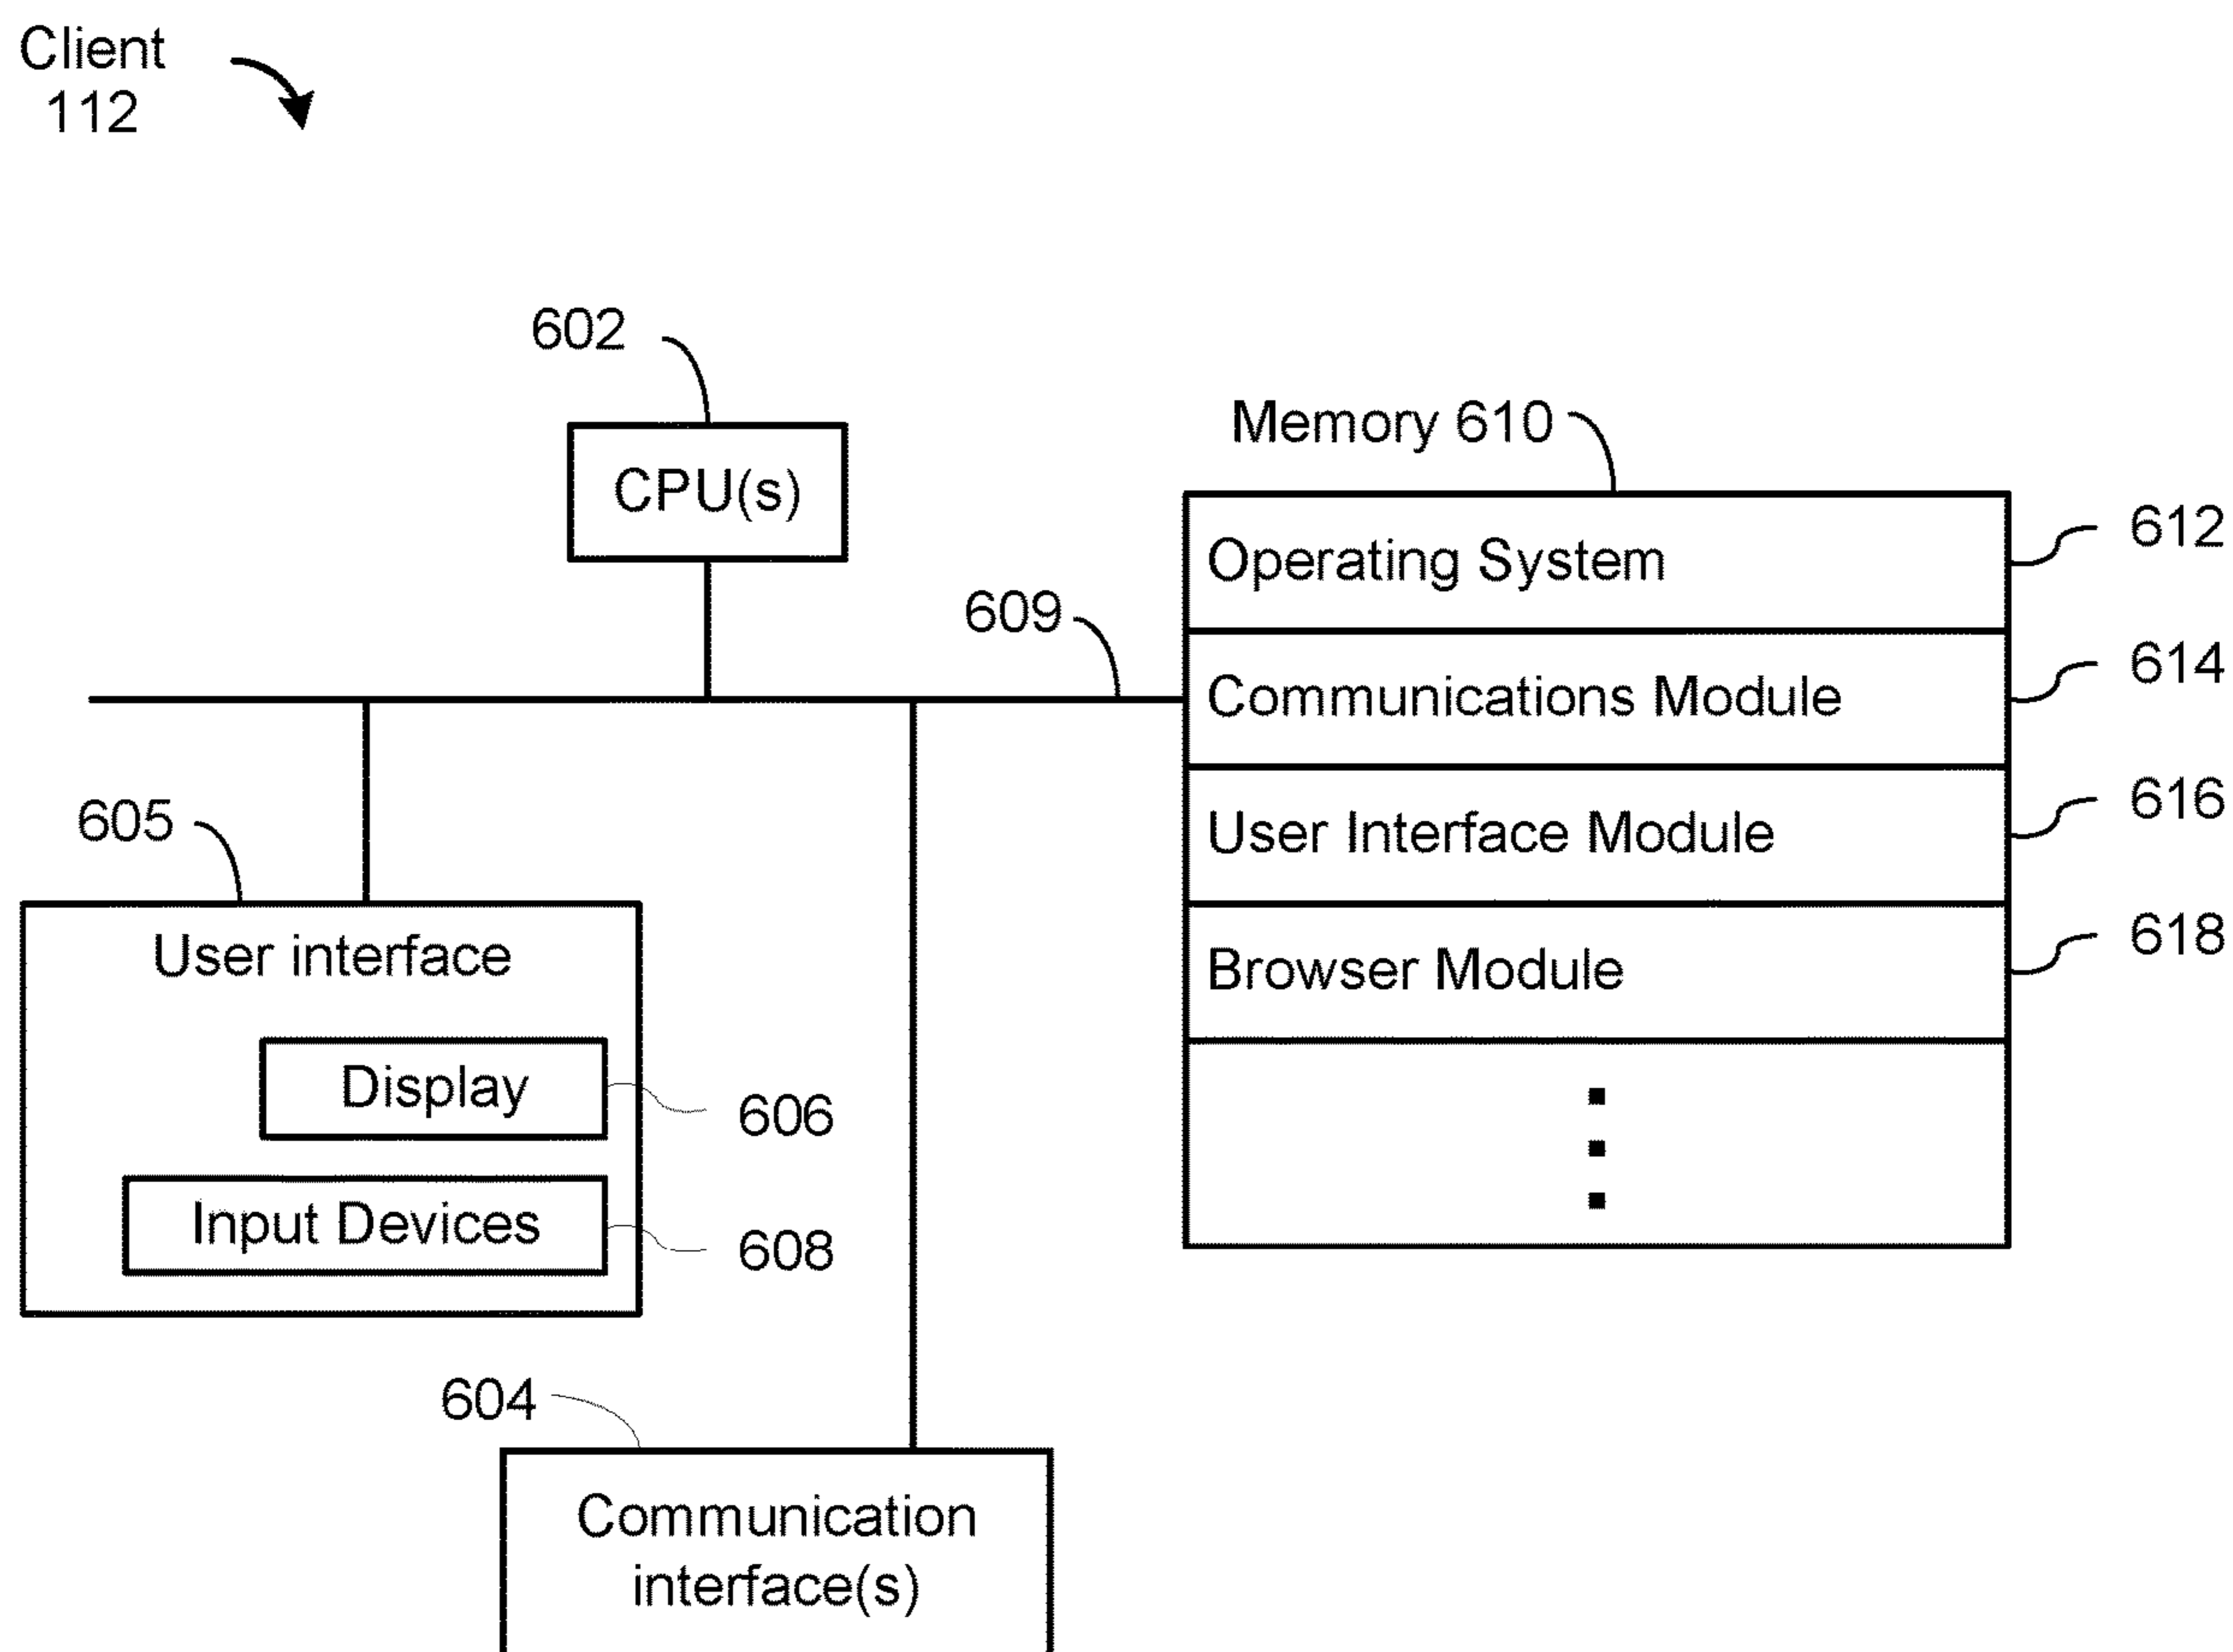 Client
112
602
CPU(s)
609
Memory 610
Operating System
612
Communications Module
614
User Interface Module
616
Browser Module
618
605
User interface
Display
606
Input Devices
608
604
Communication
interface(s)